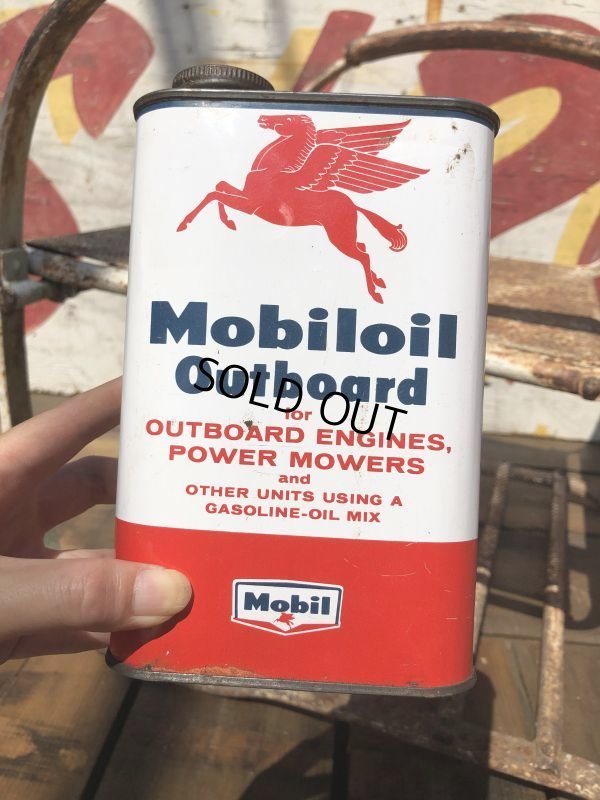 Mobiloil
Outboard
SOLD OUT
for
OUTBOARD ENGINES,
POWER MOWERS
and
OTHER UNITS USING A
GASOLINE-OIL MIX
Mobil